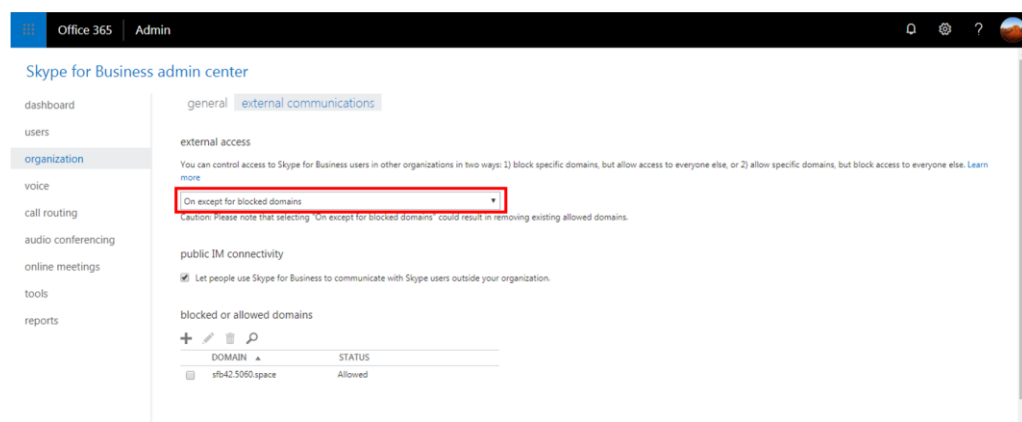 Office 365 Admin
?
Skype for Business admin center
dashboard
users
organization
voice
call routing
audio conferencing
online meetings
tools
reports
general external communications
external access
You can control access to Skype for Business users in other organizations in two ways: 1) block specific domains, but allow access to everyone else, or 2) allow specific domains, but block access to everyone else. Learn
more
On except for blocked domains
Caution: Please note that selecting "On except for blocked domains" could result in removing existing allowed domains.
public IM connectivity
Let people use Skype for Business to communicate with Skype users outside your organization.
blocked or allowed domains
DOMAIN STATUS
sfb42.5060.space Allowed